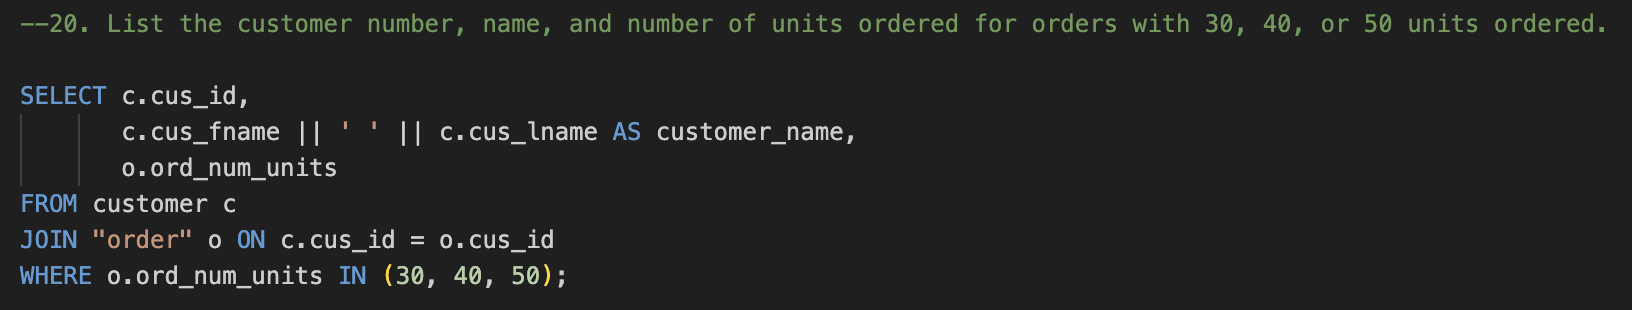 --20. List the customer number, name, and number of units ordered for orders with 30, 40, or 50 units ordered.
SELECT c.cus_id,
c.cus_fname || ' ' || c.cus_lname AS customer_name,
o.ord_num_units
FROM customer c
JOIN "order" o ON c.cus_id = o.cus_id
WHERE o.ord_num_units IN (30, 40, 50);